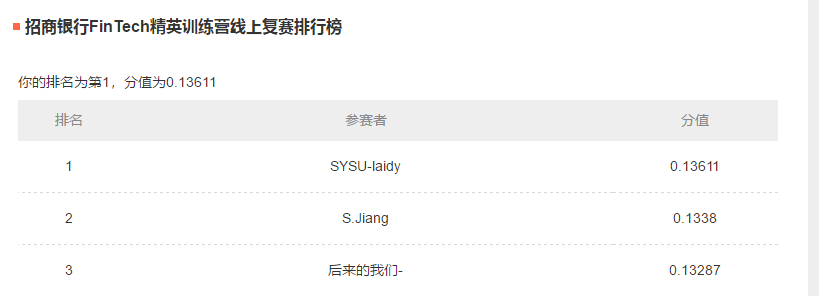 招商银行FinTech精英训练营线上复赛排行榜
你的排名为第1，分值为0.13611
排名 参赛者 分值
1 SYSU-laidy 0.13611
2 S.Jiang 0.1338
3 后来的我们- 0.13287